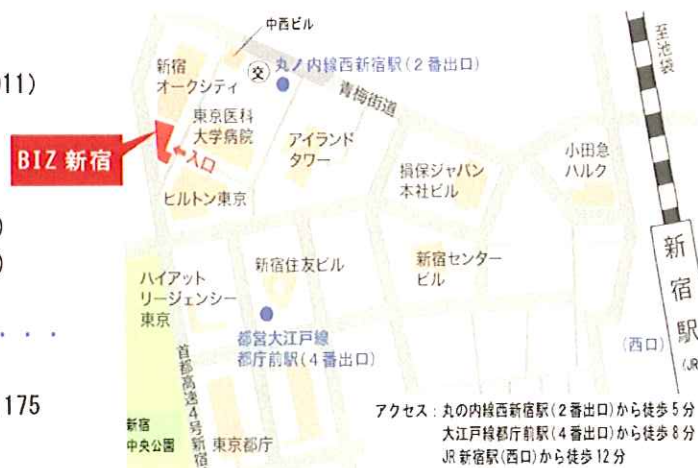 中西ビル
新宿
オークシティ
交
丸ノ内線西新宿駅(2番出口)
青梅街道
至池袋
011)
東京医科
大学病院
BIZ 新宿
入口
アイランド
タワー
損保ジャパン
本社ビル
小田急
ハルク
ヒルトン東京
)
)
ハイアット
リージェンシー
東京
新宿住友ビル
新宿センター
ビル
新宿駅
(JR
(西口)
都営大江戸線
都庁前駅(4番出口)
首都高速4号新宿
175
新宿
中央公園
東京都庁
アクセス：丸の内線西新宿駅(2番出口)から徒歩5分
大江戸線都庁前駅(4番出口)から徒歩8分
JR新宿駅(西口)から徒歩12分